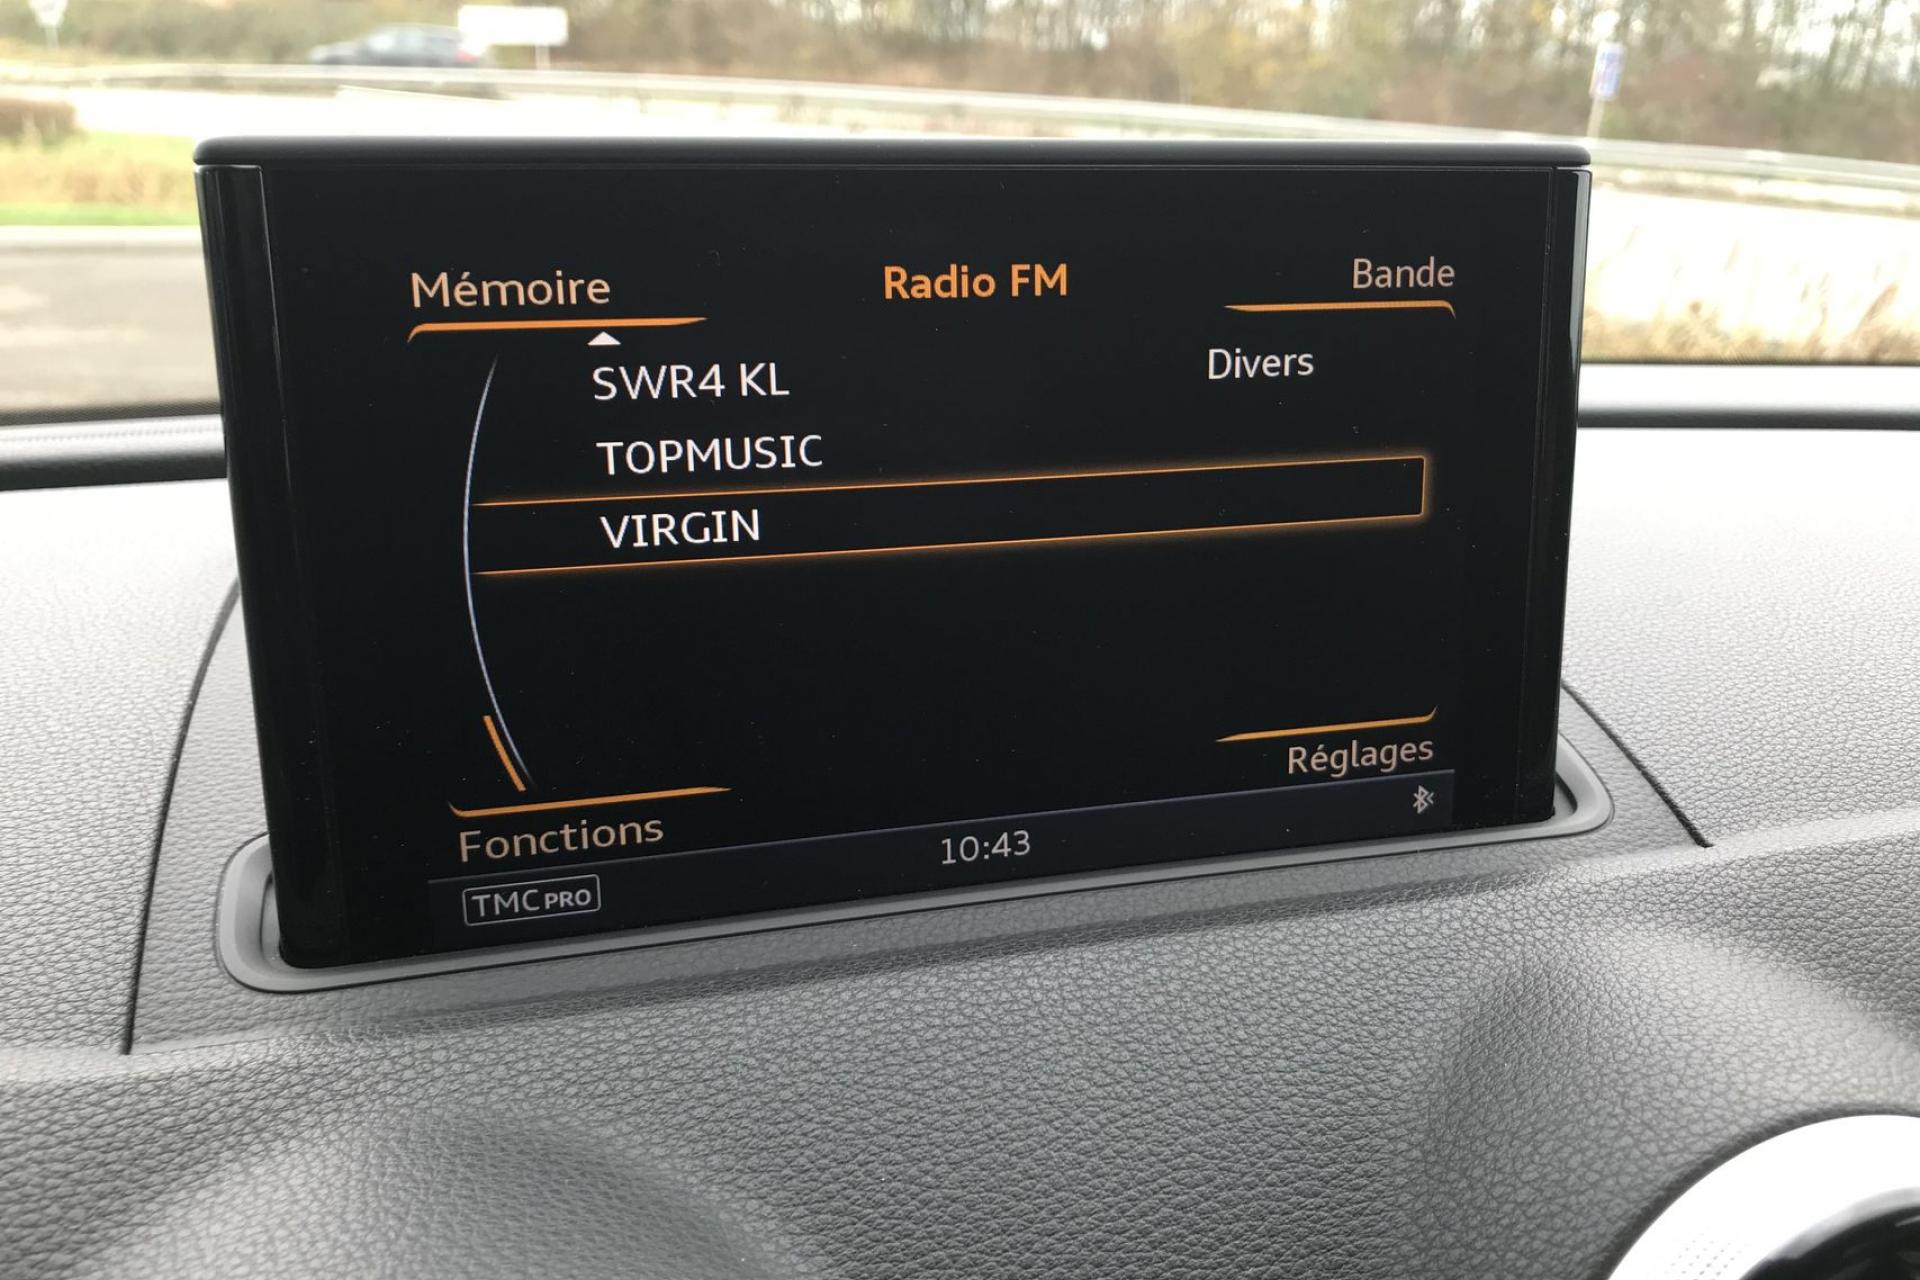 Mémoire
Radio FM
Bande
SWR4 KL
Divers
TOPMUSIC
VIRGIN
Réglages
Fonctions
10:43
TMC PRO